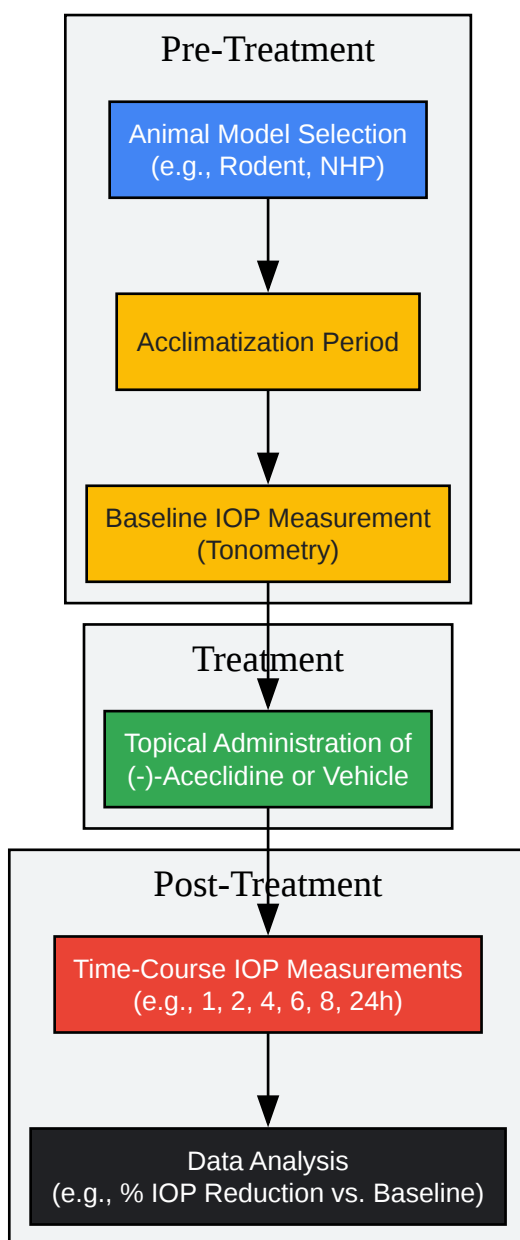 Pre-Treatment
Animal Model Selection
(e.g., Rodent, NHP)
Acclimatization Period
Baseline IOP Measurement
(Tonometry)
Treatment
Topical Administration of
(-)-Aceclidine or Vehicle
Post-Treatment
Time-Course IOP Measurements
(e.g., 1, 2, 4, 6, 8, 24h)
Data Analysis
(e.g., % IOP Reduction vs. Baseline)